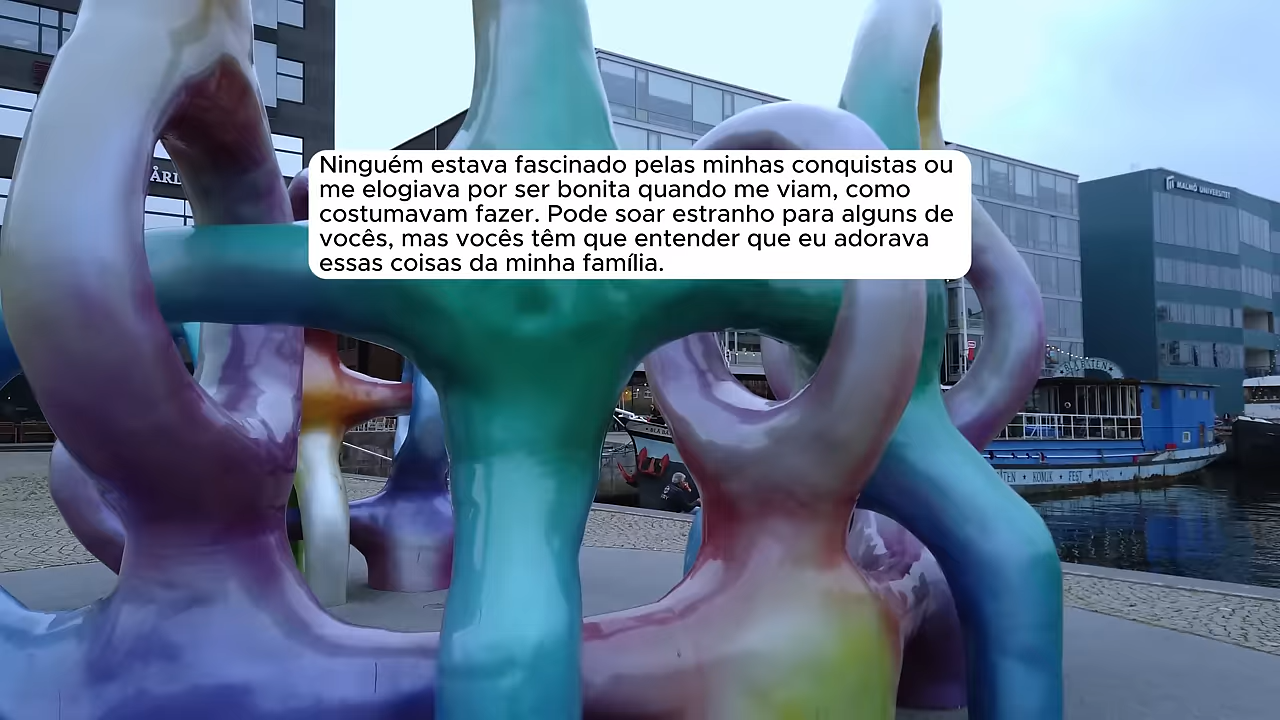 Ninguém estava fascinado pelas minhas conquistas ou
me elogiava por ser bonita quando me viam, como
costumavam fazer. Pode soar estranho para alguns de
vocês, mas vocês têm que entender que eu adorava
essas coisas da minha família.
MALMÖ UNIVERSITET
KOMIK FEST